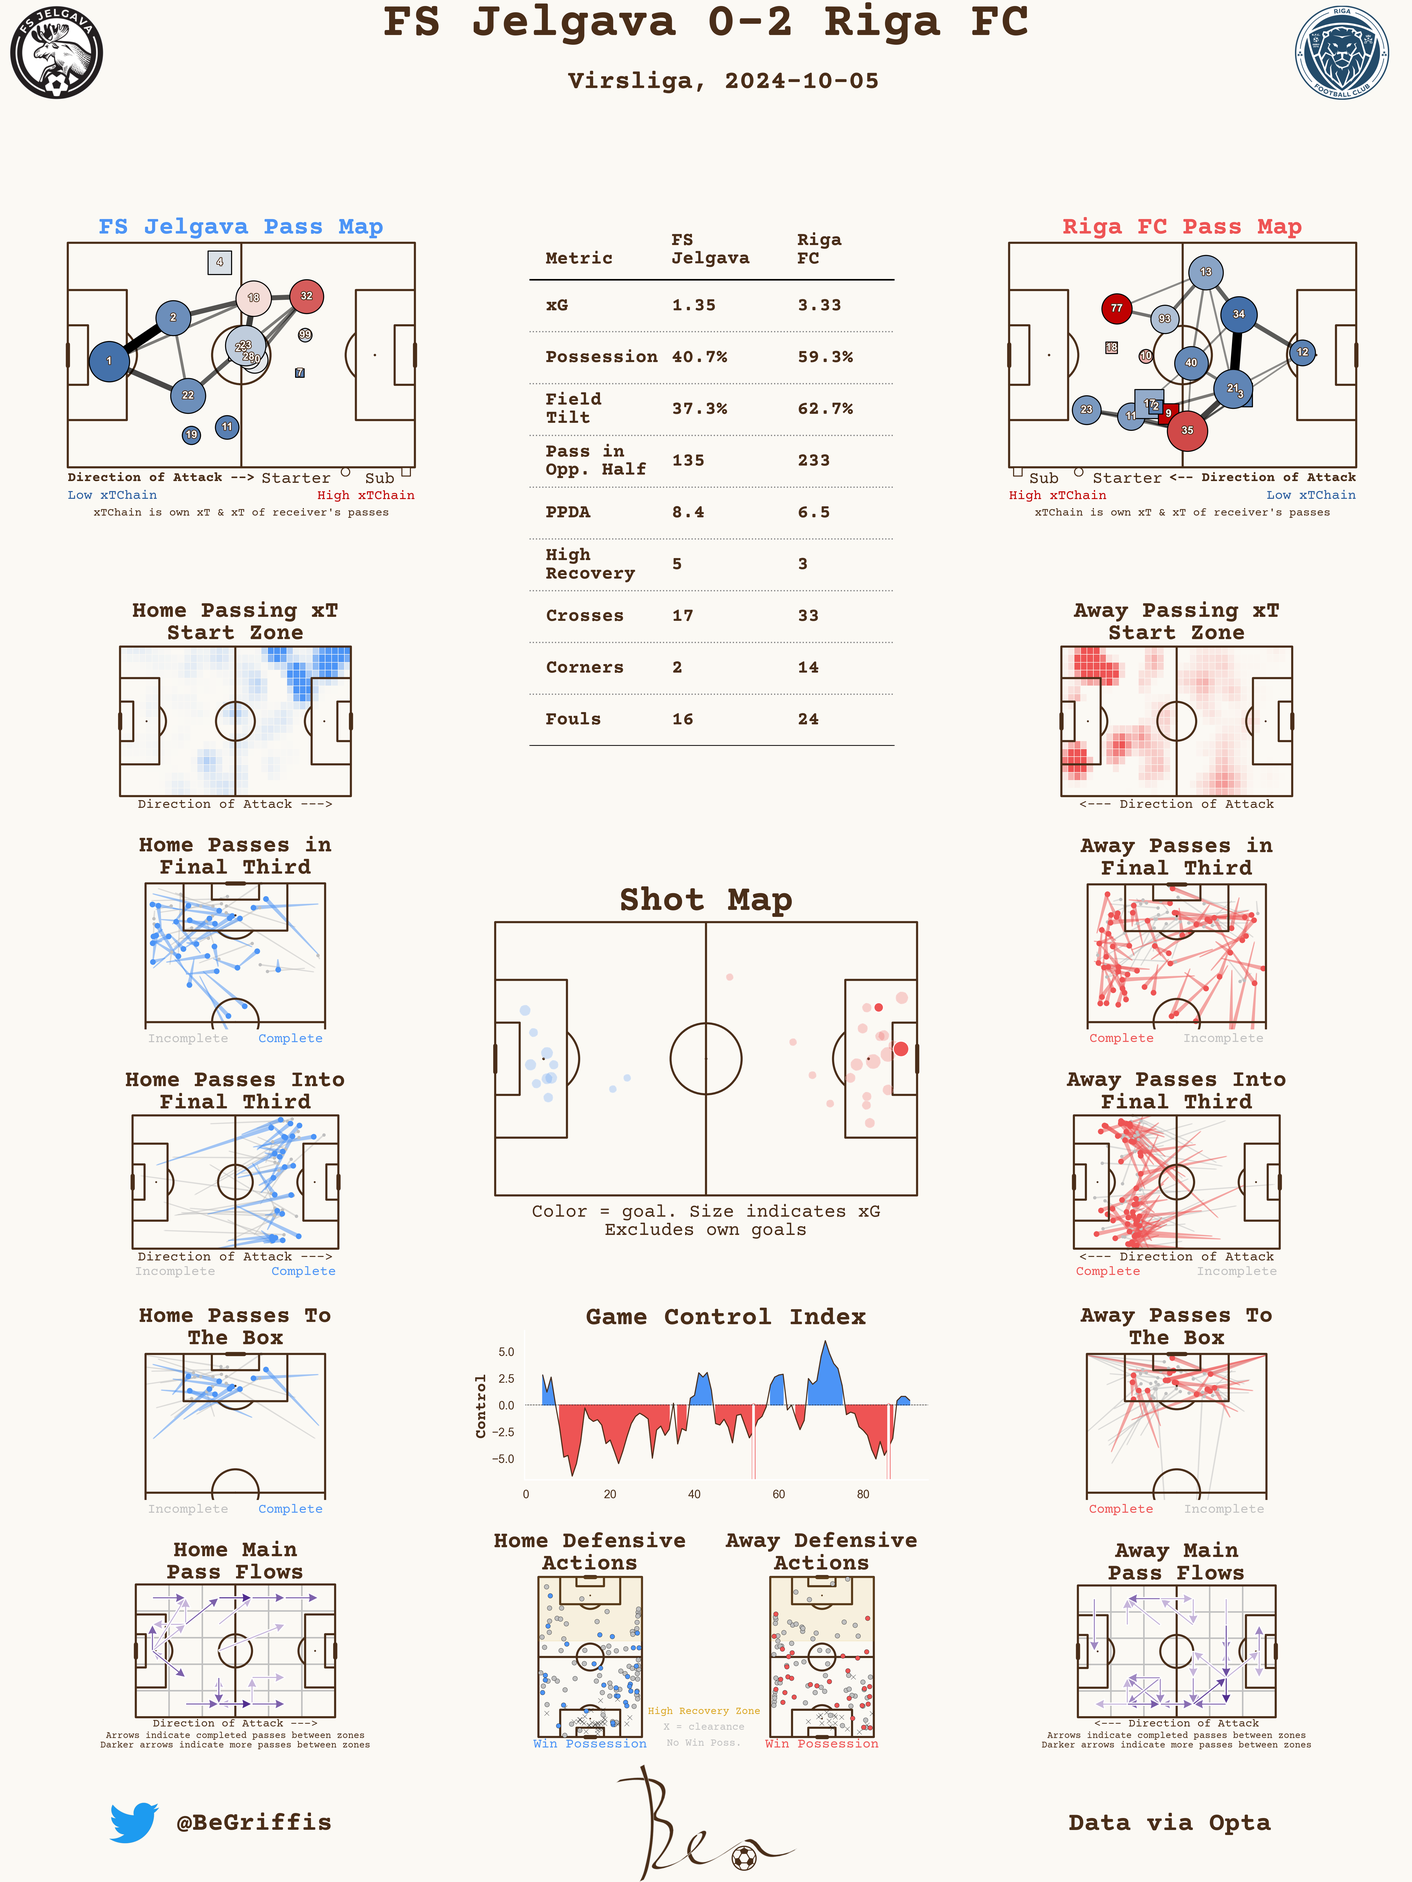 FS Jelgava 0-2 Riga FC
Virsliga, 2024-10-05
FS JELGAVA
RIGA
FOOTBALL CLUB
FS Jelgava Pass Map
4
18
32
2
99
23
28
1
7
22
11
19
Direction of Attack --> Starter Sub
Low xTChain High xTChain
xTChain is own xT & xT of receiver's passes
Metric FS Jelgava Riga FC
xG 1.35 3.33
Possession 40.7% 59.3%
Field Tilt 37.3% 62.7%
Pass in Opp. Half 135 233
PPDA 8.4 6.5
High Recovery 5 3
Crosses 17 33
Corners 2 14
Fouls 16 24
Riga FC Pass Map
13
77
93
34
18
10
12
40
21
3
17
2
23
11
9
35
Sub Starter <-- Direction of Attack
High xTChain Low xTChain
xTChain is own xT & xT of receiver's passes
Home Passing xT
Start Zone
Direction of Attack --->
Away Passing xT
Start Zone
<--- Direction of Attack
Home Passes in
Final Third
Incomplete Complete
Away Passes in
Final Third
Complete Incomplete
Shot Map
Color = goal. Size indicates xG
Excludes own goals
Home Passes Into
Final Third
Direction of Attack --->
Incomplete Complete
Away Passes Into
Final Third
<--- Direction of Attack
Complete Incomplete
Home Passes To
The Box
Incomplete Complete
Game Control Index
Control
5.0
2.5
0.0
−2.5
−5.0
0 20 40 60 80
Away Passes To
The Box
Complete Incomplete
Home Main
Pass Flows
Direction of Attack --->
Arrows indicate completed passes between zones
Darker arrows indicate more passes between zones
Home Defensive
Actions
Win Possession
High Recovery Zone
X = clearance
No Win Poss.
Away Defensive
Actions
Win Possession
Away Main
Pass Flows
<--- Direction of Attack
Arrows indicate completed passes between zones
Darker arrows indicate more passes between zones
@BeGriffis
Ben
Data via Opta